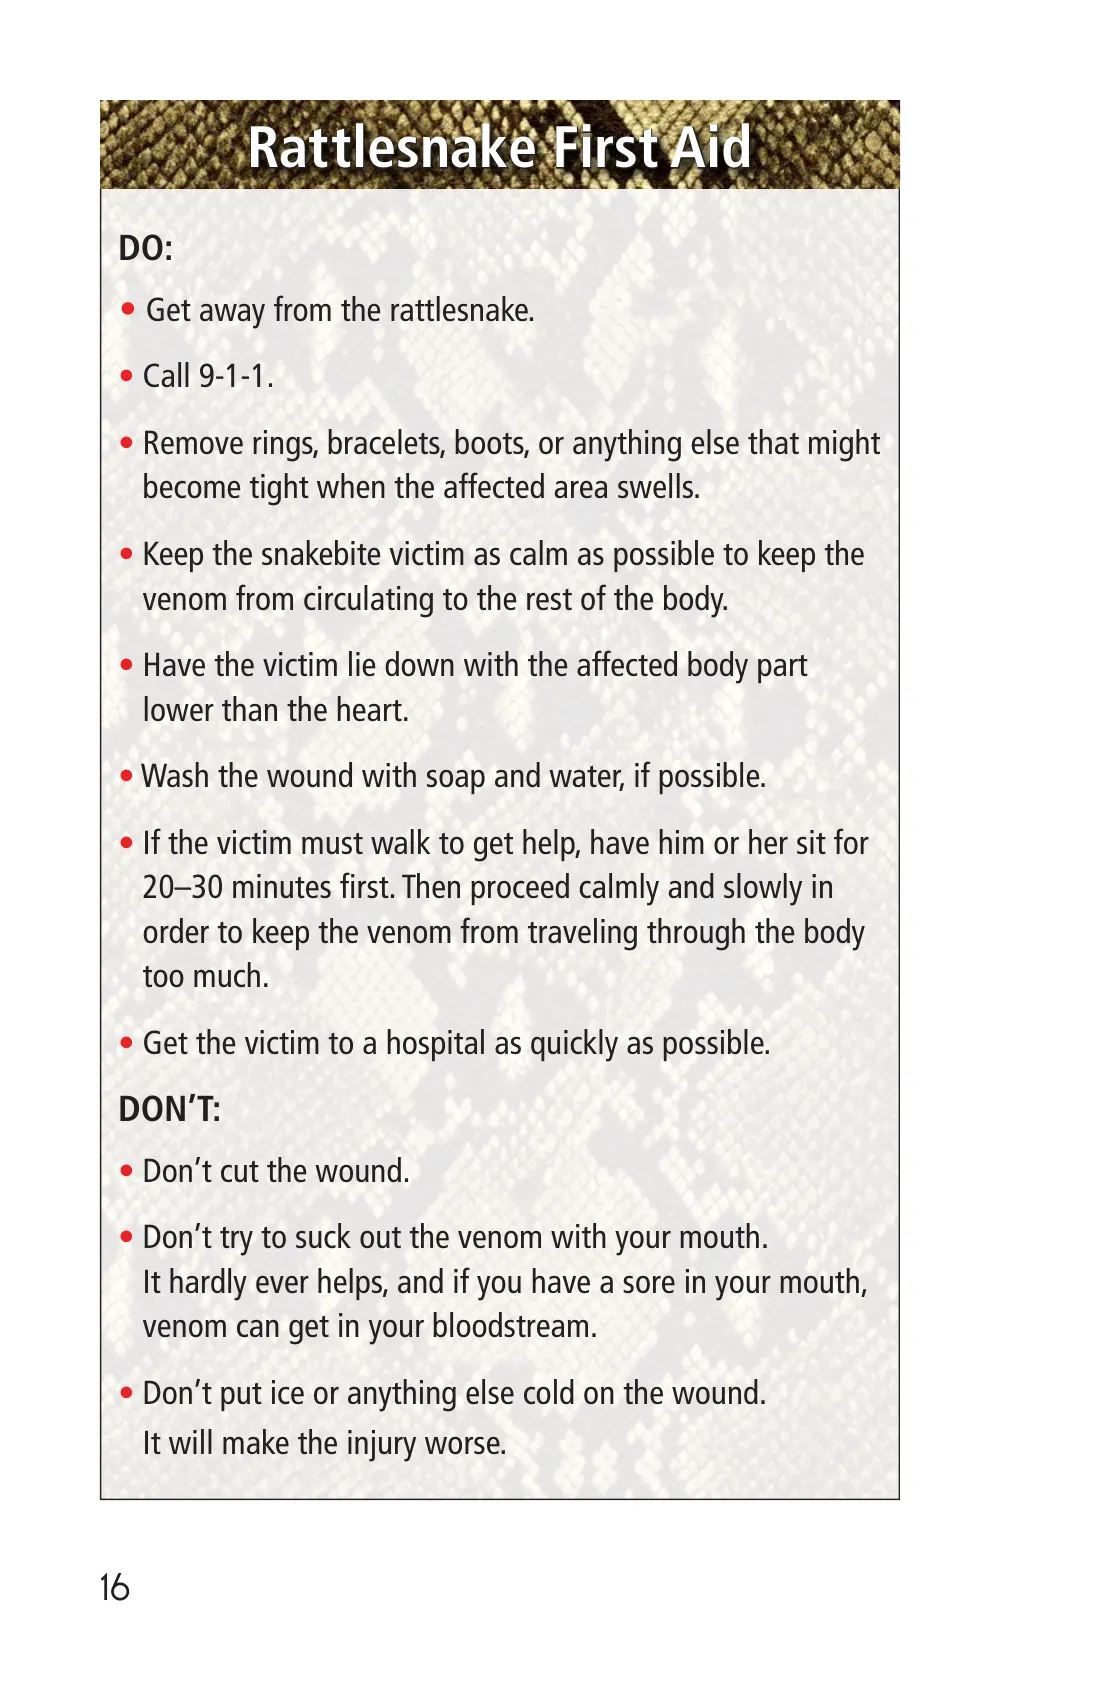 Rattlesnake First Aid
DO:
• Get away from the rattlesnake.
• Call 9-1-1.
• Remove rings, bracelets, boots, or anything else that might
become tight when the affected area swells.
• Keep the snakebite victim as calm as possible to keep the
venom from circulating to the rest of the body.
• Have the victim lie down with the affected body part
lower than the heart.
• Wash the wound with soap and water, if possible.
• If the victim must walk to get help, have him or her sit for
20–30 minutes first. Then proceed calmly and slowly in
order to keep the venom from traveling through the body
too much.
• Get the victim to a hospital as quickly as possible.
DON’T:
• Don’t cut the wound.
• Don’t try to suck out the venom with your mouth.
It hardly ever helps, and if you have a sore in your mouth,
venom can get in your bloodstream.
• Don’t put ice or anything else cold on the wound.
It will make the injury worse.
16